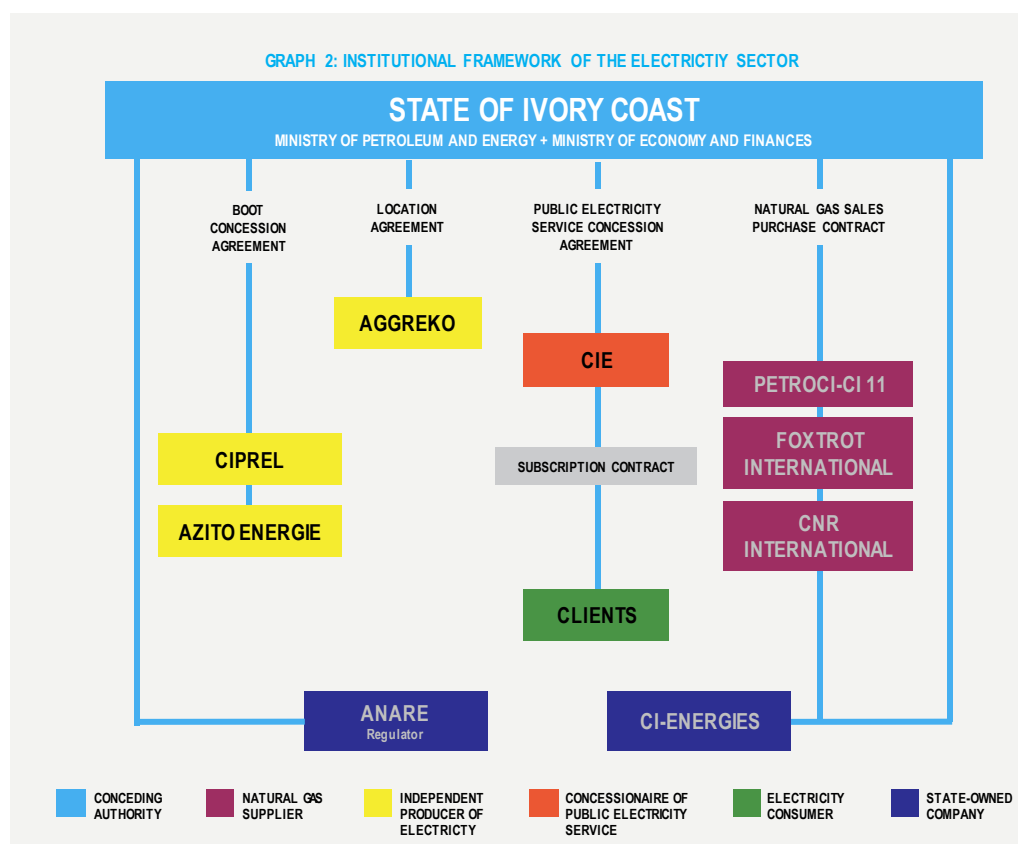 GRAPH 2: INSTITUTIONAL FRAMEWORK OF THE ELECTRICTIY SECTOR
STATE OF IVORY COAST
MINISTRY OF PETROLEUM AND ENERGY + MINISTRY OF ECONOMY AND FINANCES
BOOT
CONCESSION
AGREEMENT
LOCATION
AGREEMENT
PUBLIC ELECTRICITY
SERVICE CONCESSION
AGREEMENT
NATURAL GAS SALES
PURCHASE CONTRACT
AGGREKO
CIE
PETROCI-CI 11
FOXTROT
INTERNATIONAL
CIPREL
SUBSCRIPTION CONTRACT
AZITO ENERGIE
CNR
INTERNATIONAL
CLIENTS
ANARE
Regulator
CI-ENERGIES
CONCEDING
AUTHORITY
NATURAL GAS
SUPPLIER
INDEPENDENT
PRODUCER OF
ELECTRICTY
CONCESSIONAIRE OF
PUBLIC ELECTRICITY
SERVICE
ELECTRICITY
CONSUMER
STATE-OWNED
COMPANY